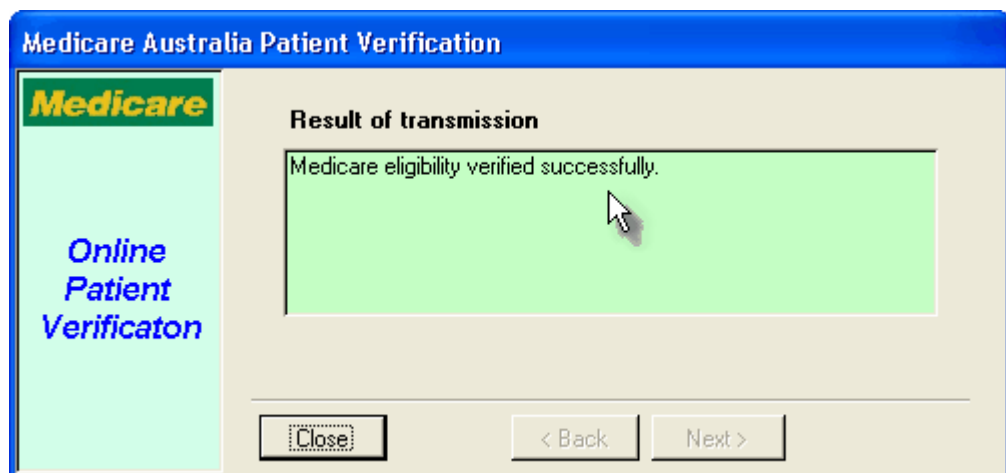 Medicare Australia Patient Verification
Medicare
Online
Patient
Verificaton
Result of transmission
Medicare eligibility verified successfully.
Close
< Back
Next >